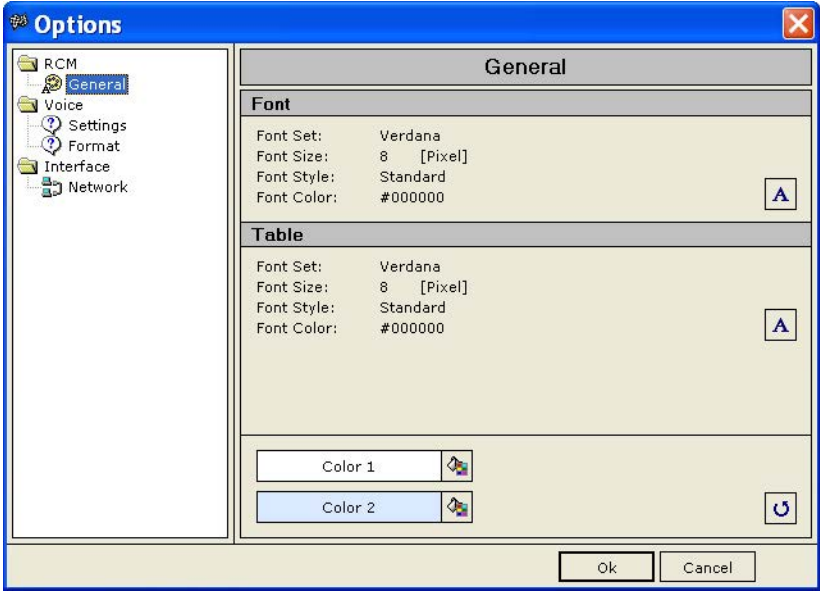 Options
RCM
General
Voice
Settings
Format
Interface
Network
General
Font
Font Set: Verdana
Font Size: 8 [Pixel]
Font Style: Standard
Font Color: #000000
A
Table
Font Set: Verdana
Font Size: 8 [Pixel]
Font Style: Standard
Font Color: #000000
A
Color 1
Color 2
Ok Cancel